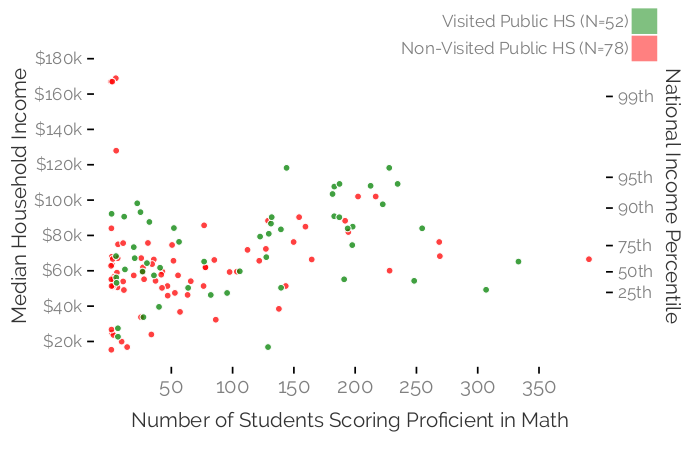 Visited Public HS (N=52)
Non-Visited Public HS (N=78)
Median Household Income
$180k
$160k
$140k
$120k
$100k
$80k
$60k
$40k
$20k
99th
95th
90th
75th
50th
25th
National Income Percentile
50 100 150 200 250 300 350
Number of Students Scoring Proficient in Math